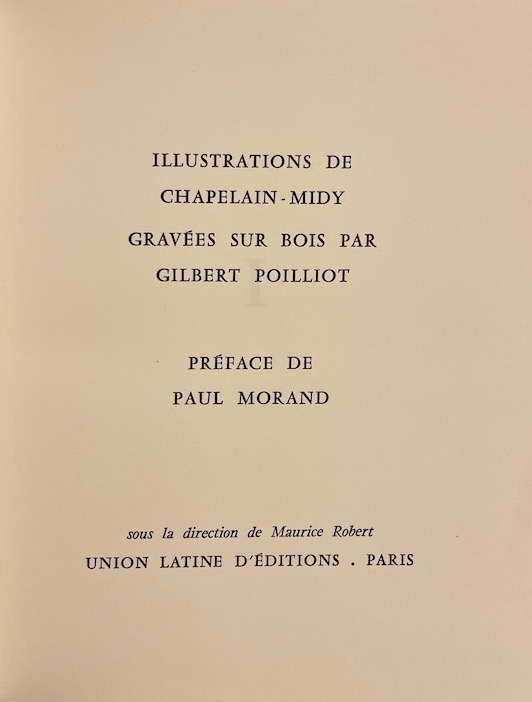 ILLUSTRATIONS DE
CHAPELAIN-MIDY
GRAVÉES SUR BOIS PAR
GILBERT POILLIOT
I
PRÉFACE DE
PAUL MORAND
sous la direction de Maurice Robert
UNION LATINE D'ÉDITIONS . PARIS